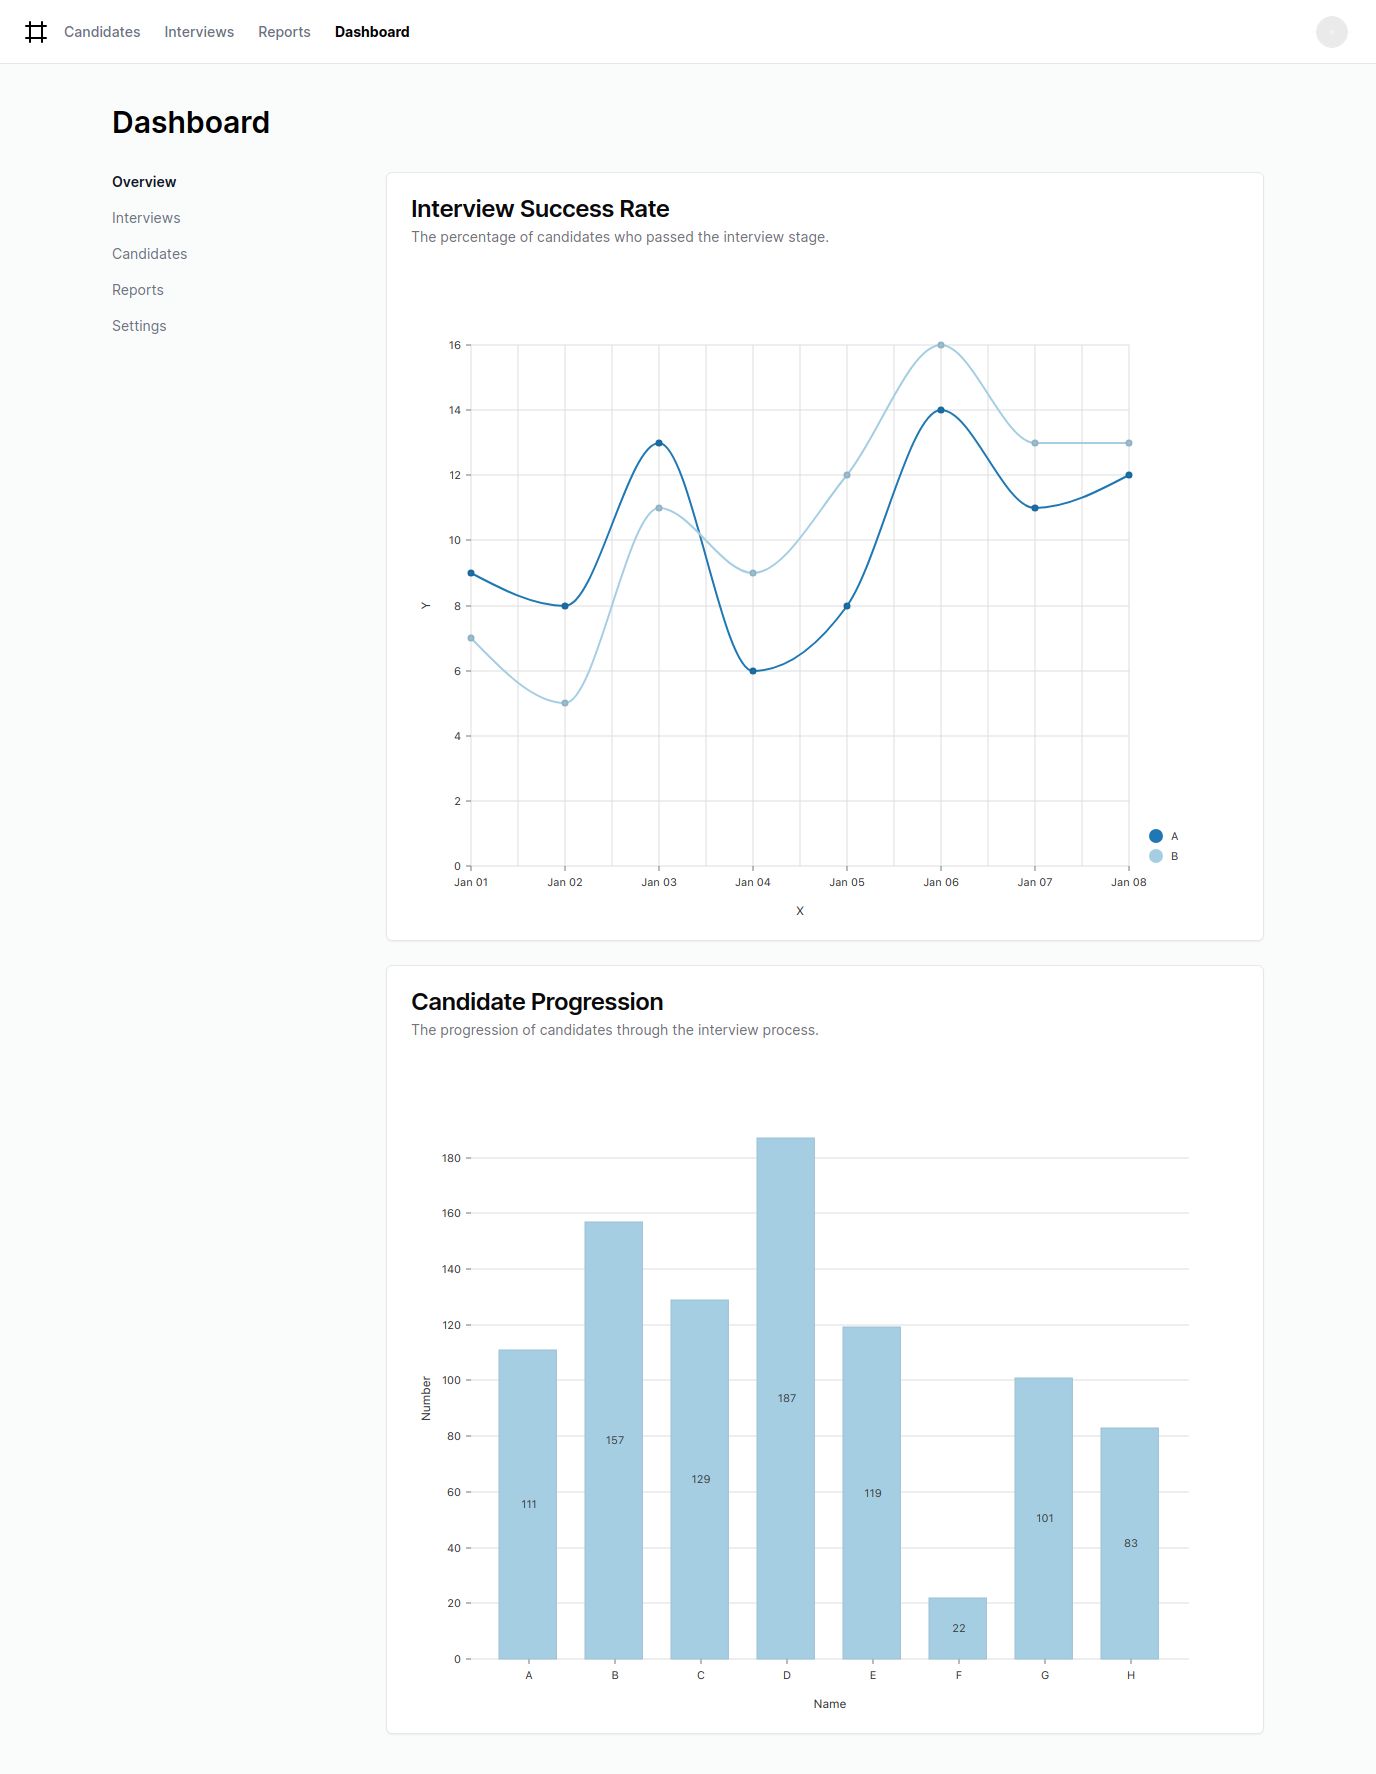 Candidates Interviews Reports Dashboard
Dashboard
Overview
Interviews
Candidates
Reports
Settings
Interview Success Rate
The percentage of candidates who passed the interview stage.
16
14
12
10
8
6
4
2
0
Y
Jan 01 Jan 02 Jan 03 Jan 04 Jan 05 Jan 06 Jan 07 Jan 08
X
A
B
Candidate Progression
The progression of candidates through the interview process.
180
160
140
120
100
80
60
40
20
0
Number
111 157 129 187 119 22 101 83
A B C D E F G H
Name